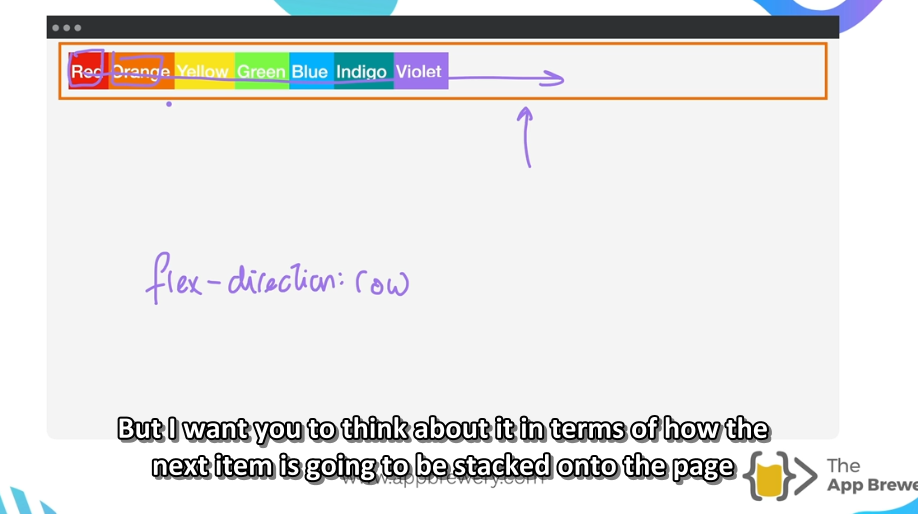 Red Orange Yellow Green Blue Indigo Violet
flex-direction: row
But I want you to think about it in terms of how the
next item is going to be stacked onto the page
www.appbrewery.com
The
App Brewe